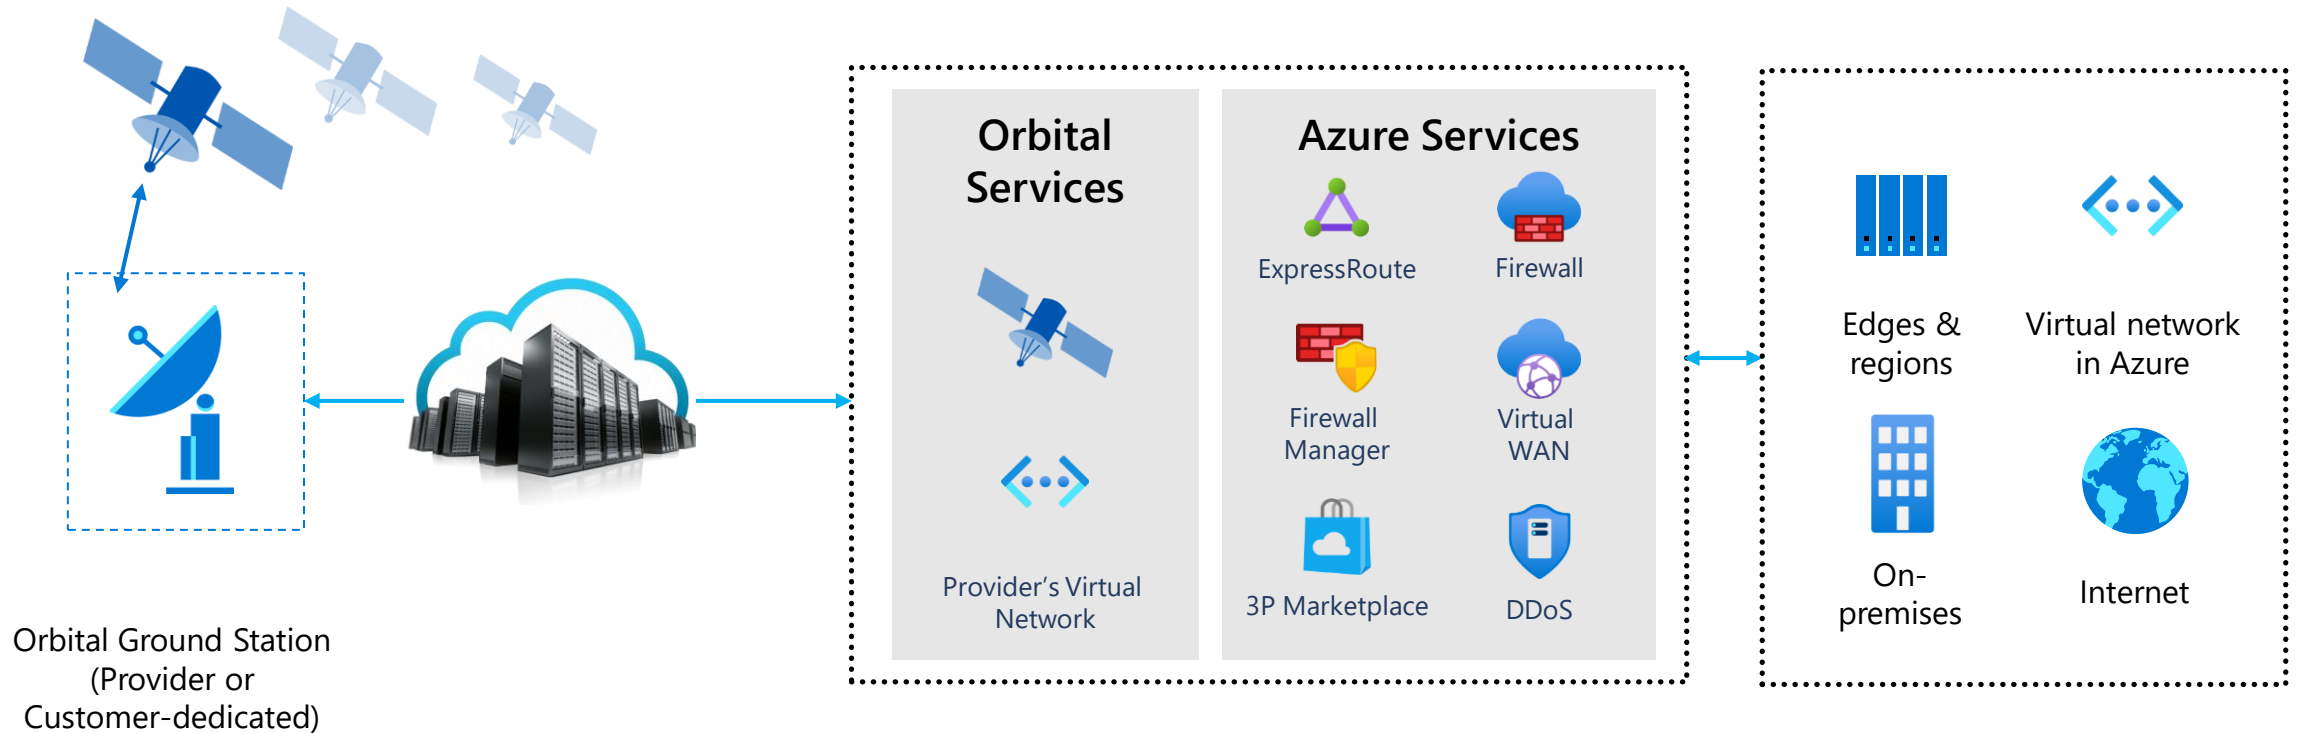 Orbital Ground Station
(Provider or
Customer-dedicated)
Orbital
Services
Provider’s Virtual
Network
Azure Services
ExpressRoute
Firewall
Firewall
Manager
Virtual
WAN
3P Marketplace
DDoS
Edges &
regions
Virtual network
in Azure
On-
premises
Internet